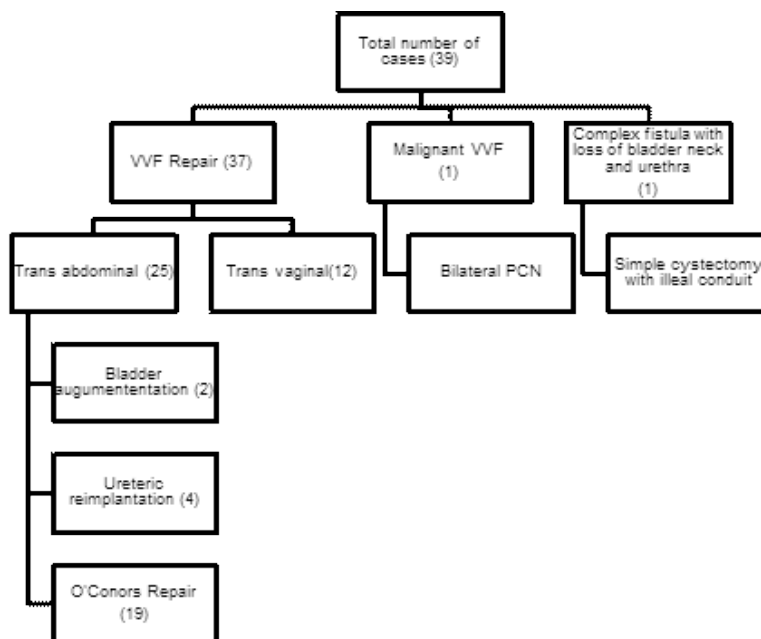 Total number of
cases (39)
VVF Repair (37)
Malignant VVF
(1)
Complex fistula with
loss of bladder neck
and urethra
(1)
Trans abdominal (25)
Trans vaginal(12)
Bilateral PCN
Simple cystectomy
with illeal conduit
Bladder
augumententation (2)
Ureteric
reimplantation (4)
O'Conors Repair
(19)